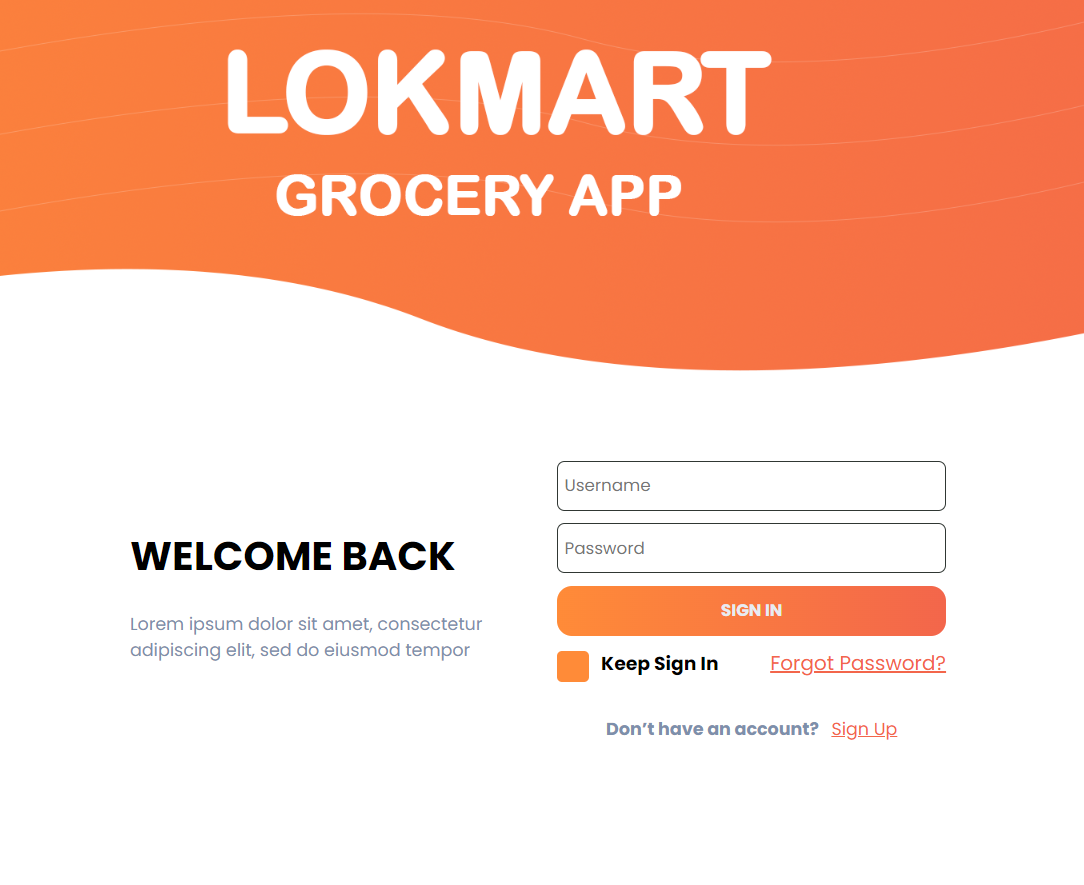 LOKMART
GROCERY APP
WELCOME BACK
Lorem ipsum dolor sit amet, consectetur
adipiscing elit, sed do eiusmod tempor
Username
Password
SIGN IN
Keep Sign In
Forgot Password?
Don’t have an account? Sign Up